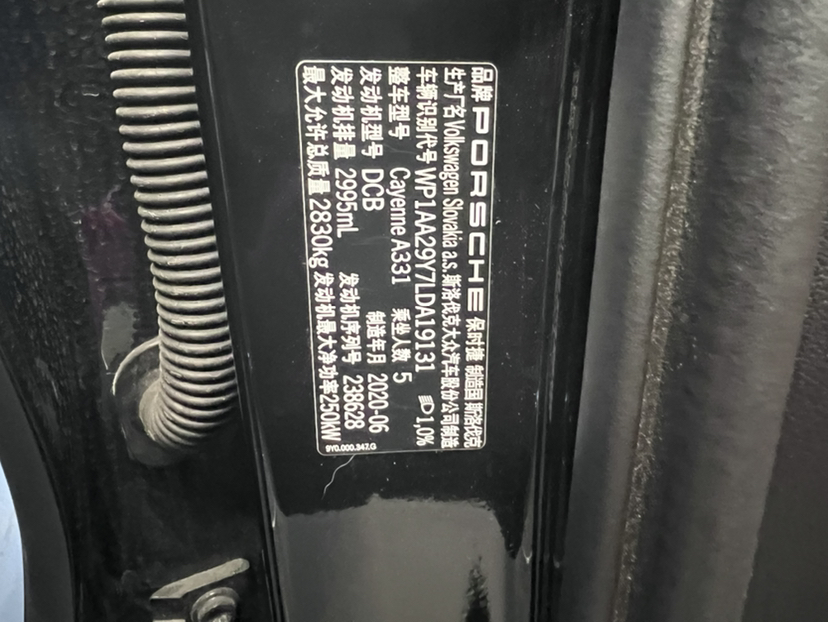 品牌 PORSCHE 保时捷 制造国 斯洛伐克
生产厂名 Volkswagen Slovakia a.s.斯洛伐克大众汽车股份公司制造
车辆识别代号 WP1AA29Y7LDA19131 1,0%
整车型号 Cayenne A331 乘坐人数 5
发动机型号 DCB 制造年月 2020-06
发动机排量 2995mL 发动机序列号 238628
最大允许总质量 2830kg 发动机最大净功率 250KW
9Y0.000.347.G